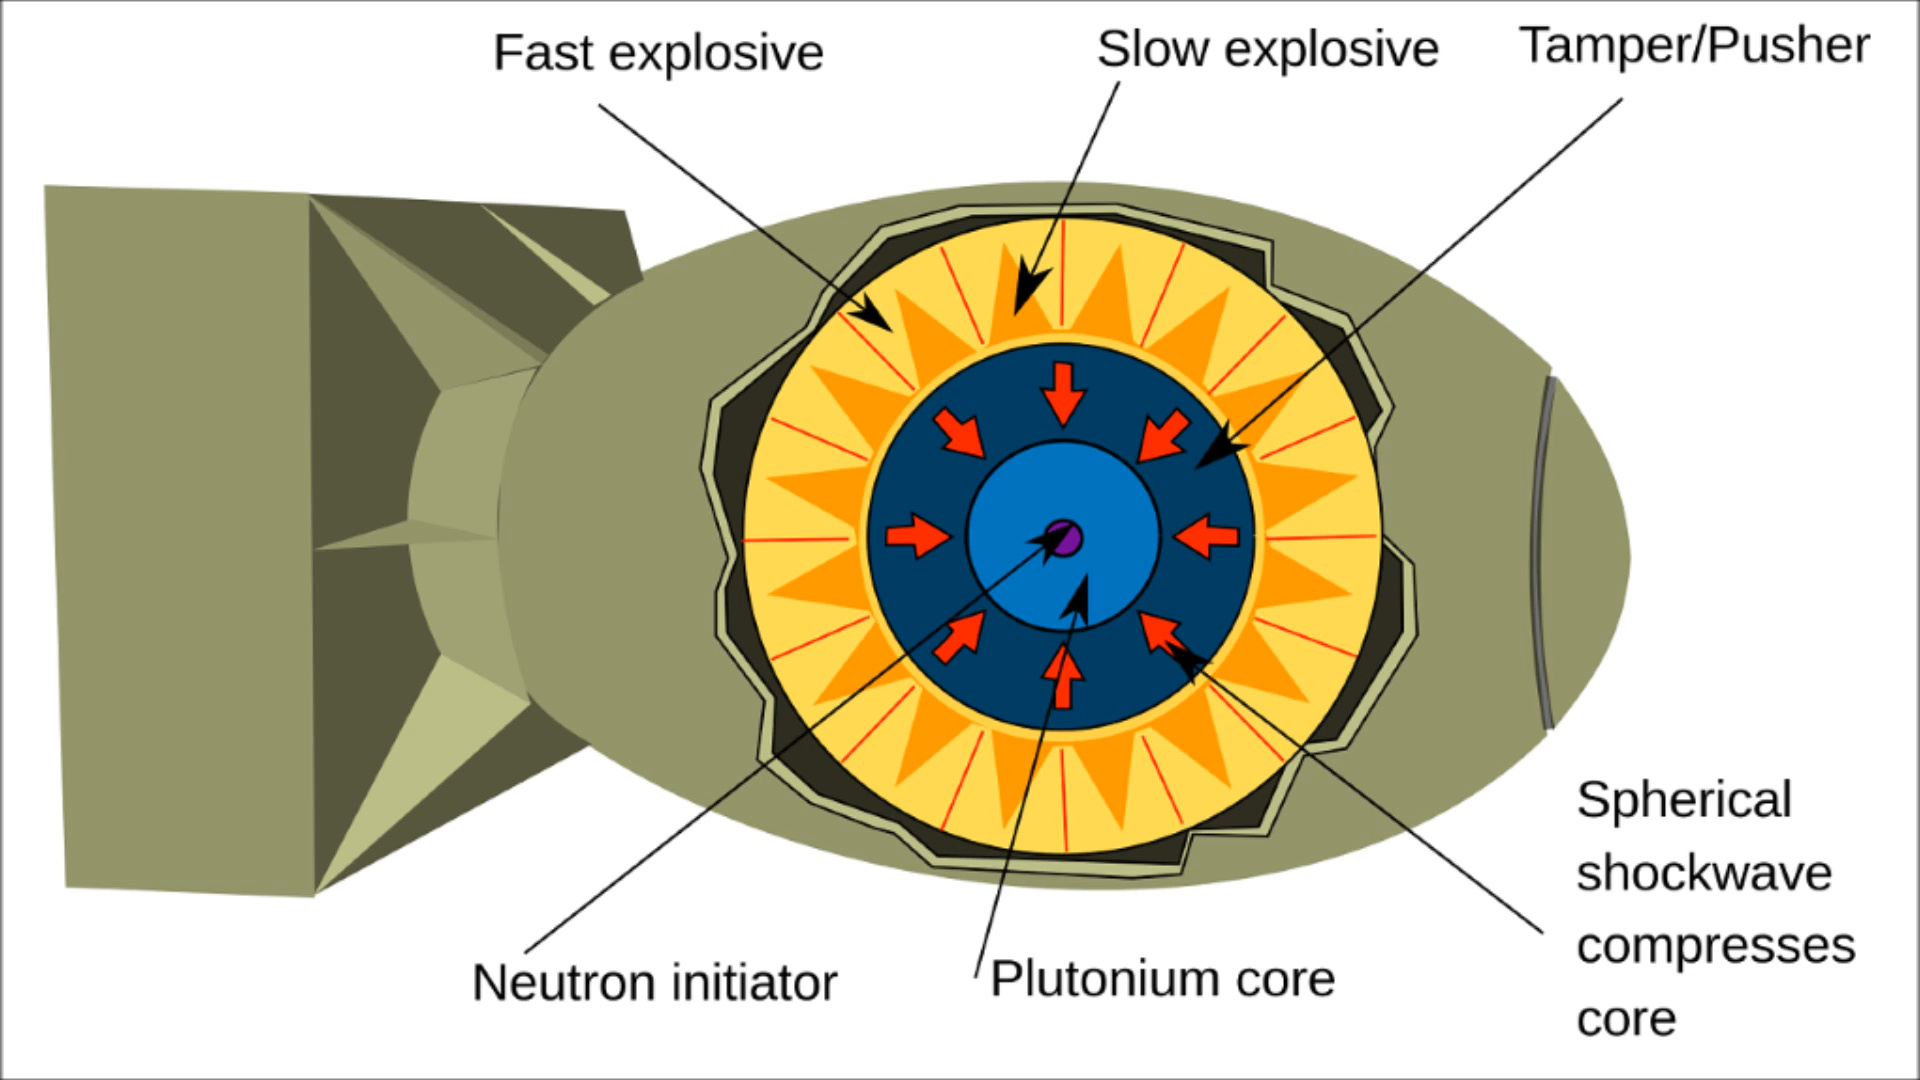 Fast explosive
Slow explosive
Tamper/Pusher
Neutron initiator
Plutonium core
Spherical
shockwave
compresses
core